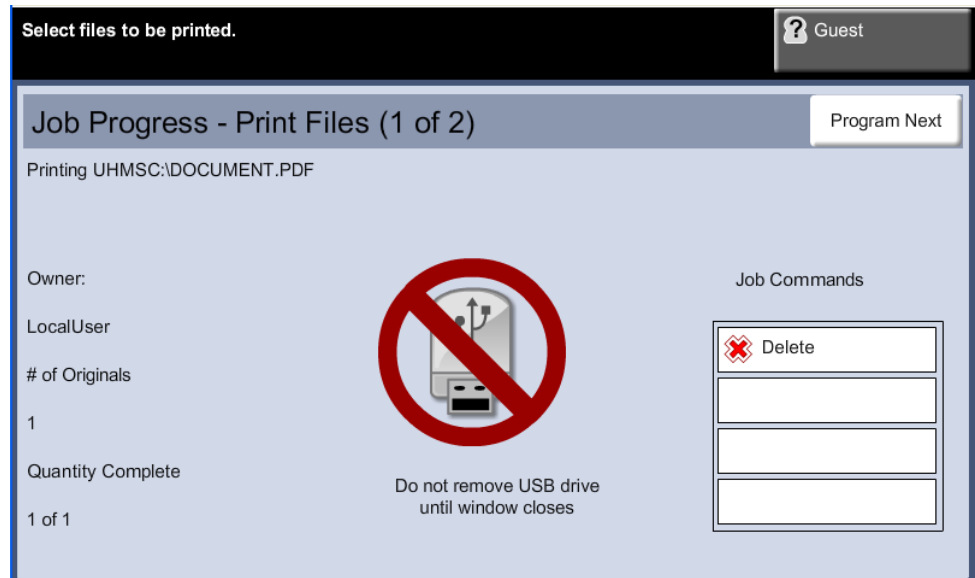 Select files to be printed.
? Guest
Job Progress - Print Files (1 of 2)
Program Next
Printing UHMSC:\DOCUMENT.PDF
Owner:
LocalUser
# of Originals
1
Quantity Complete
1 of 1
Do not remove USB drive
until window closes
Job Commands
Delete